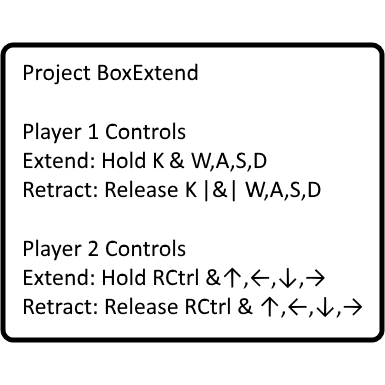 Project BoxExtend
Player 1 Controls
Extend: Hold K & W,A,S,D
Retract: Release K |&| W,A,S,D
Player 2 Controls
Extend: Hold RCtrl &↑,←,↓,→
Retract: Release RCtrl & ↑,←,↓,→